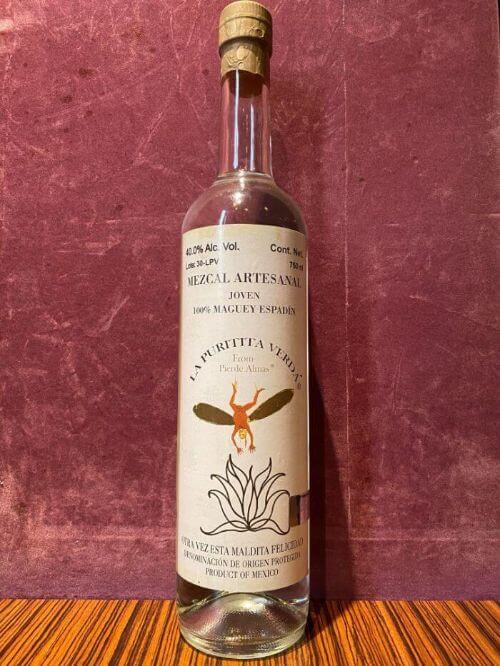 40.0% Alc. Vol. Cont. Net.
Lote: 30-LPV 750 ml
MEZCAL ARTESANAL
JOVEN
100% MAGUEY ESPADÍN
LA PURITITA VERDÁ®
From
Pierde Almas®
OTRA VEZ ESTA MALDITA FELICIDAD
DENOMINACIÓN DE ORIGEN PROTEGIDA
PRODUCT OF MEXICO